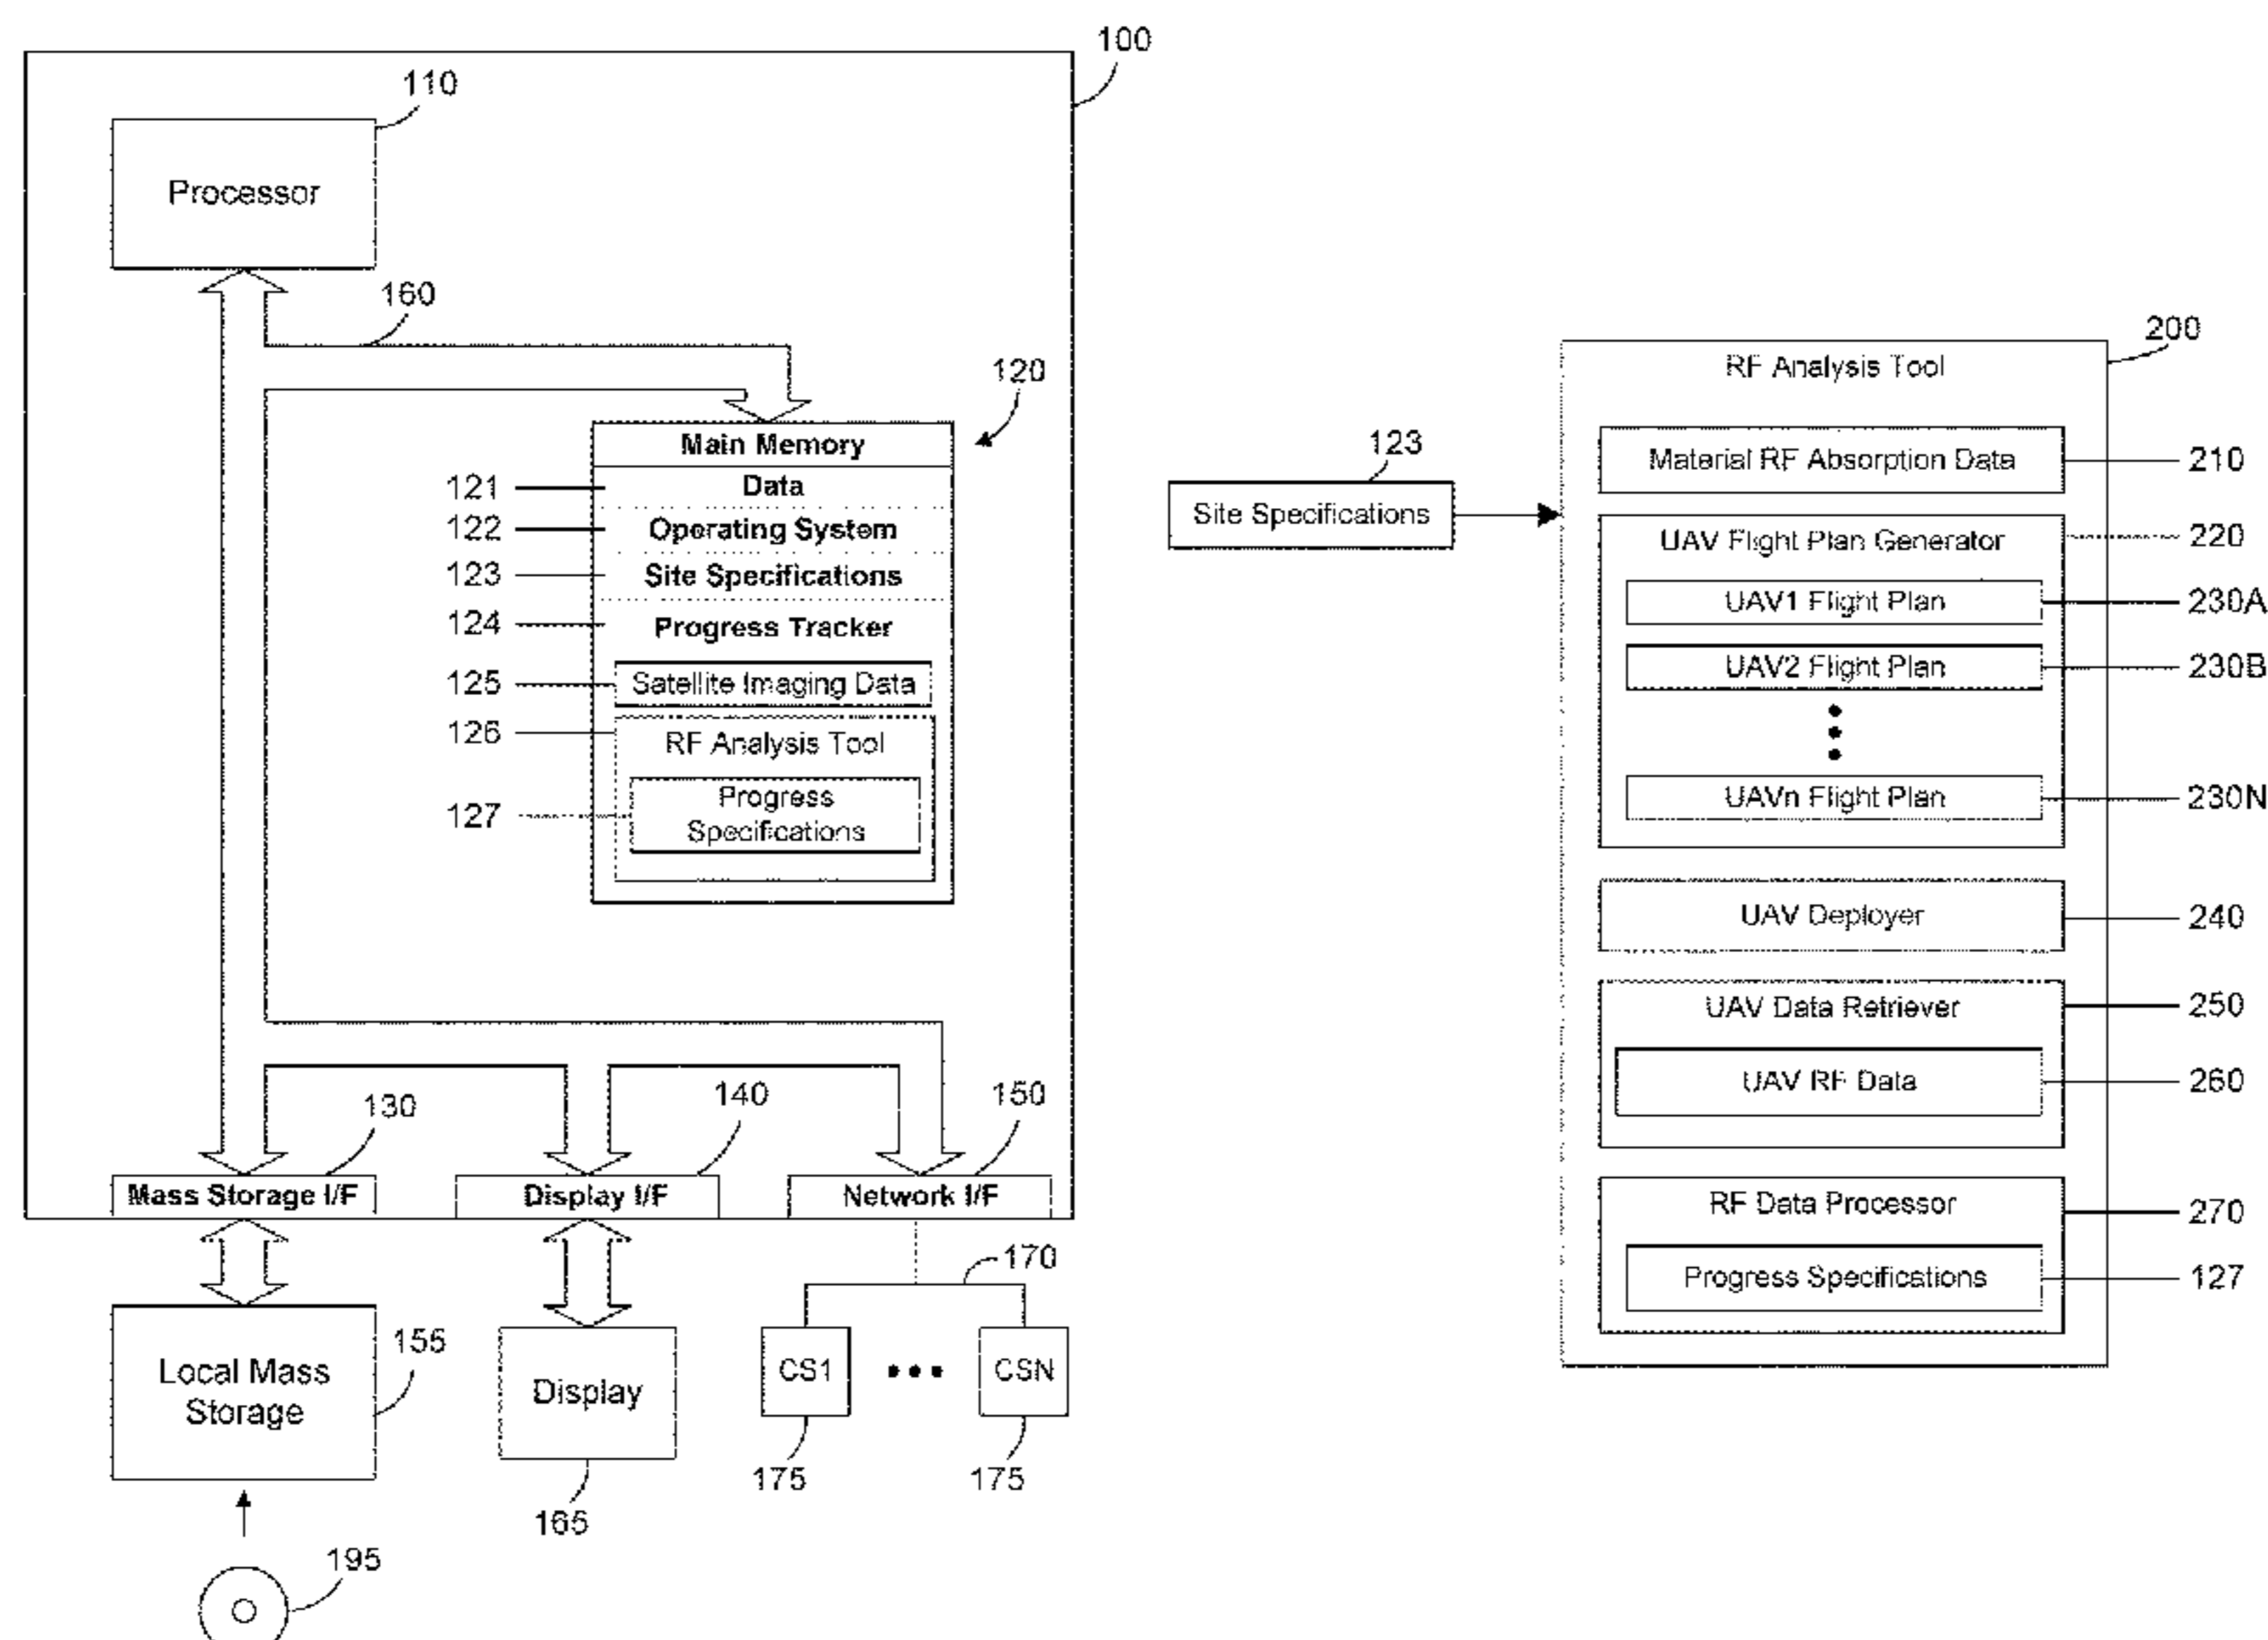 100
110
Processor
160
120
Main Memory
121 Data
122 Operating System
123 Site Specifications
124 Progress Tracker
125 Satellite Imaging Data
126 RF Analysis Tool
127 Progress
Specifications
130
140
150
Mass Storage I/F
Display I/F
Network I/F
170
155
Local Mass
Storage
Display
CS1
CSN
175
175
165
195
200
RF Analysis Tool
123
Site Specifications
Material RF Absorption Data 210
UAV Flight Plan Generator 220
UAV1 Flight Plan 230A
UAV2 Flight Plan 230B
UAVn Flight Plan 230N
UAV Deployer 240
UAV Data Retriever 250
UAV RF Data 260
RF Data Processor 270
Progress Specifications 127